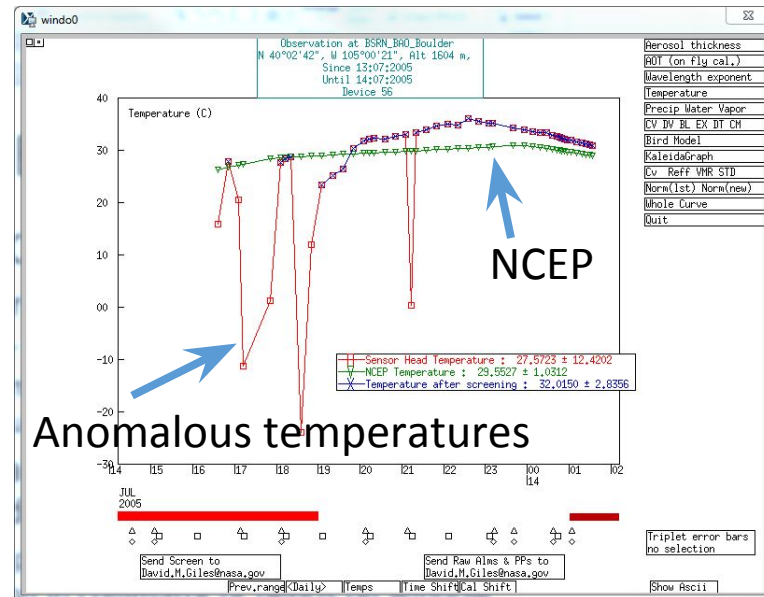 windo0
Observation at BSRN_BAO_Boulder
N 40°02'42", W 105°00'21", Alt 1604 m,
Since 13:07:2005
Until 14:07:2005
Device 56
Aerosol thickness
AOT (on fly cal.)
Wavelength exponent
Temperature
Precip Water Vapor
CV DV BL EX DT CM
Bird Model
KaleidaGraph
Cv Reff VMR STD
Norm(lst) Norm(new)
Whole Curve
Quit
Temperature (C)
40
30
20
10
00
-10
-20
-30
NCEP
Anomalous temperatures
Sensor Head Temperature : 27.5723 ± 12.4202
NCEP Temperature : 29.5527 ± 1.0312
Temperature after screening : 32.0150 ± 2.8356
14 15 16 17 18 19 20 21 22 23 00 01 02
14
JUL
2005
Triplet error bars
no selection
Send Screen to
David.M.Giles@nasa.gov
Send Raw Alms & PPs to
David.M.Giles@nasa.gov
Prev.range <Daily> Temps Time Shift Cal Shift Show Ascii